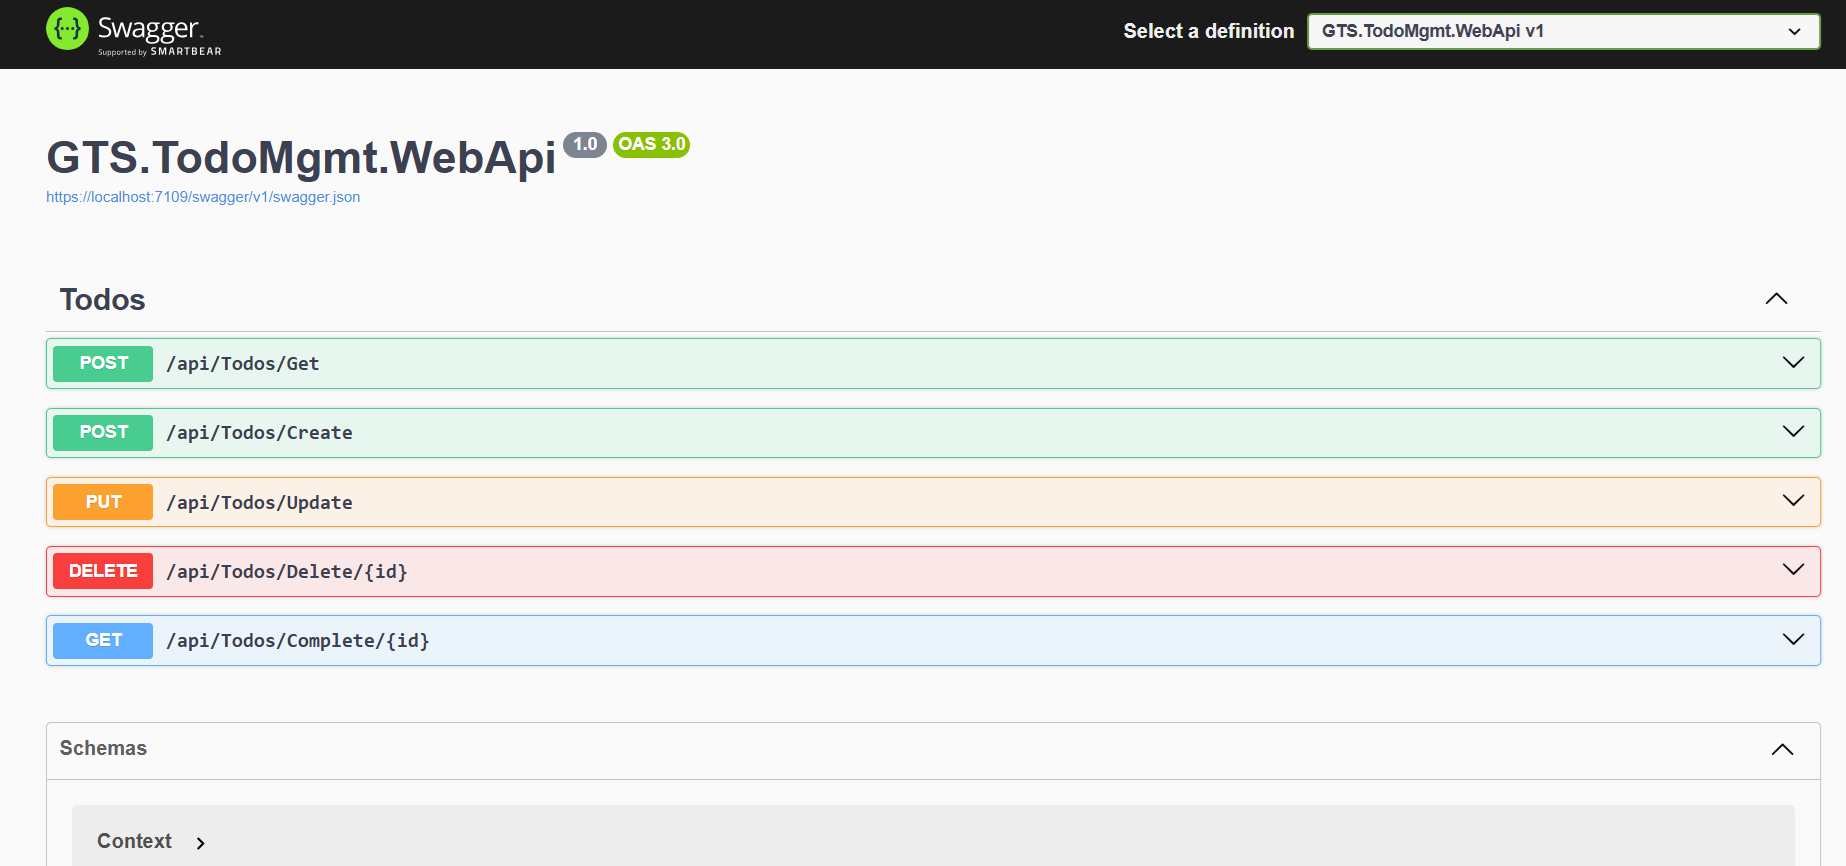 {···} Swagger™
Supported by SMARTBEAR
Select a definition
GTS.TodoMgmt.WebApi v1
GTS.TodoMgmt.WebApi 1.0 OAS 3.0
https://localhost:7109/swagger/v1/swagger.json
Todos
POST /api/Todos/Get
POST /api/Todos/Create
PUT /api/Todos/Update
DELETE /api/Todos/Delete/{id}
GET /api/Todos/Complete/{id}
Schemas
Context